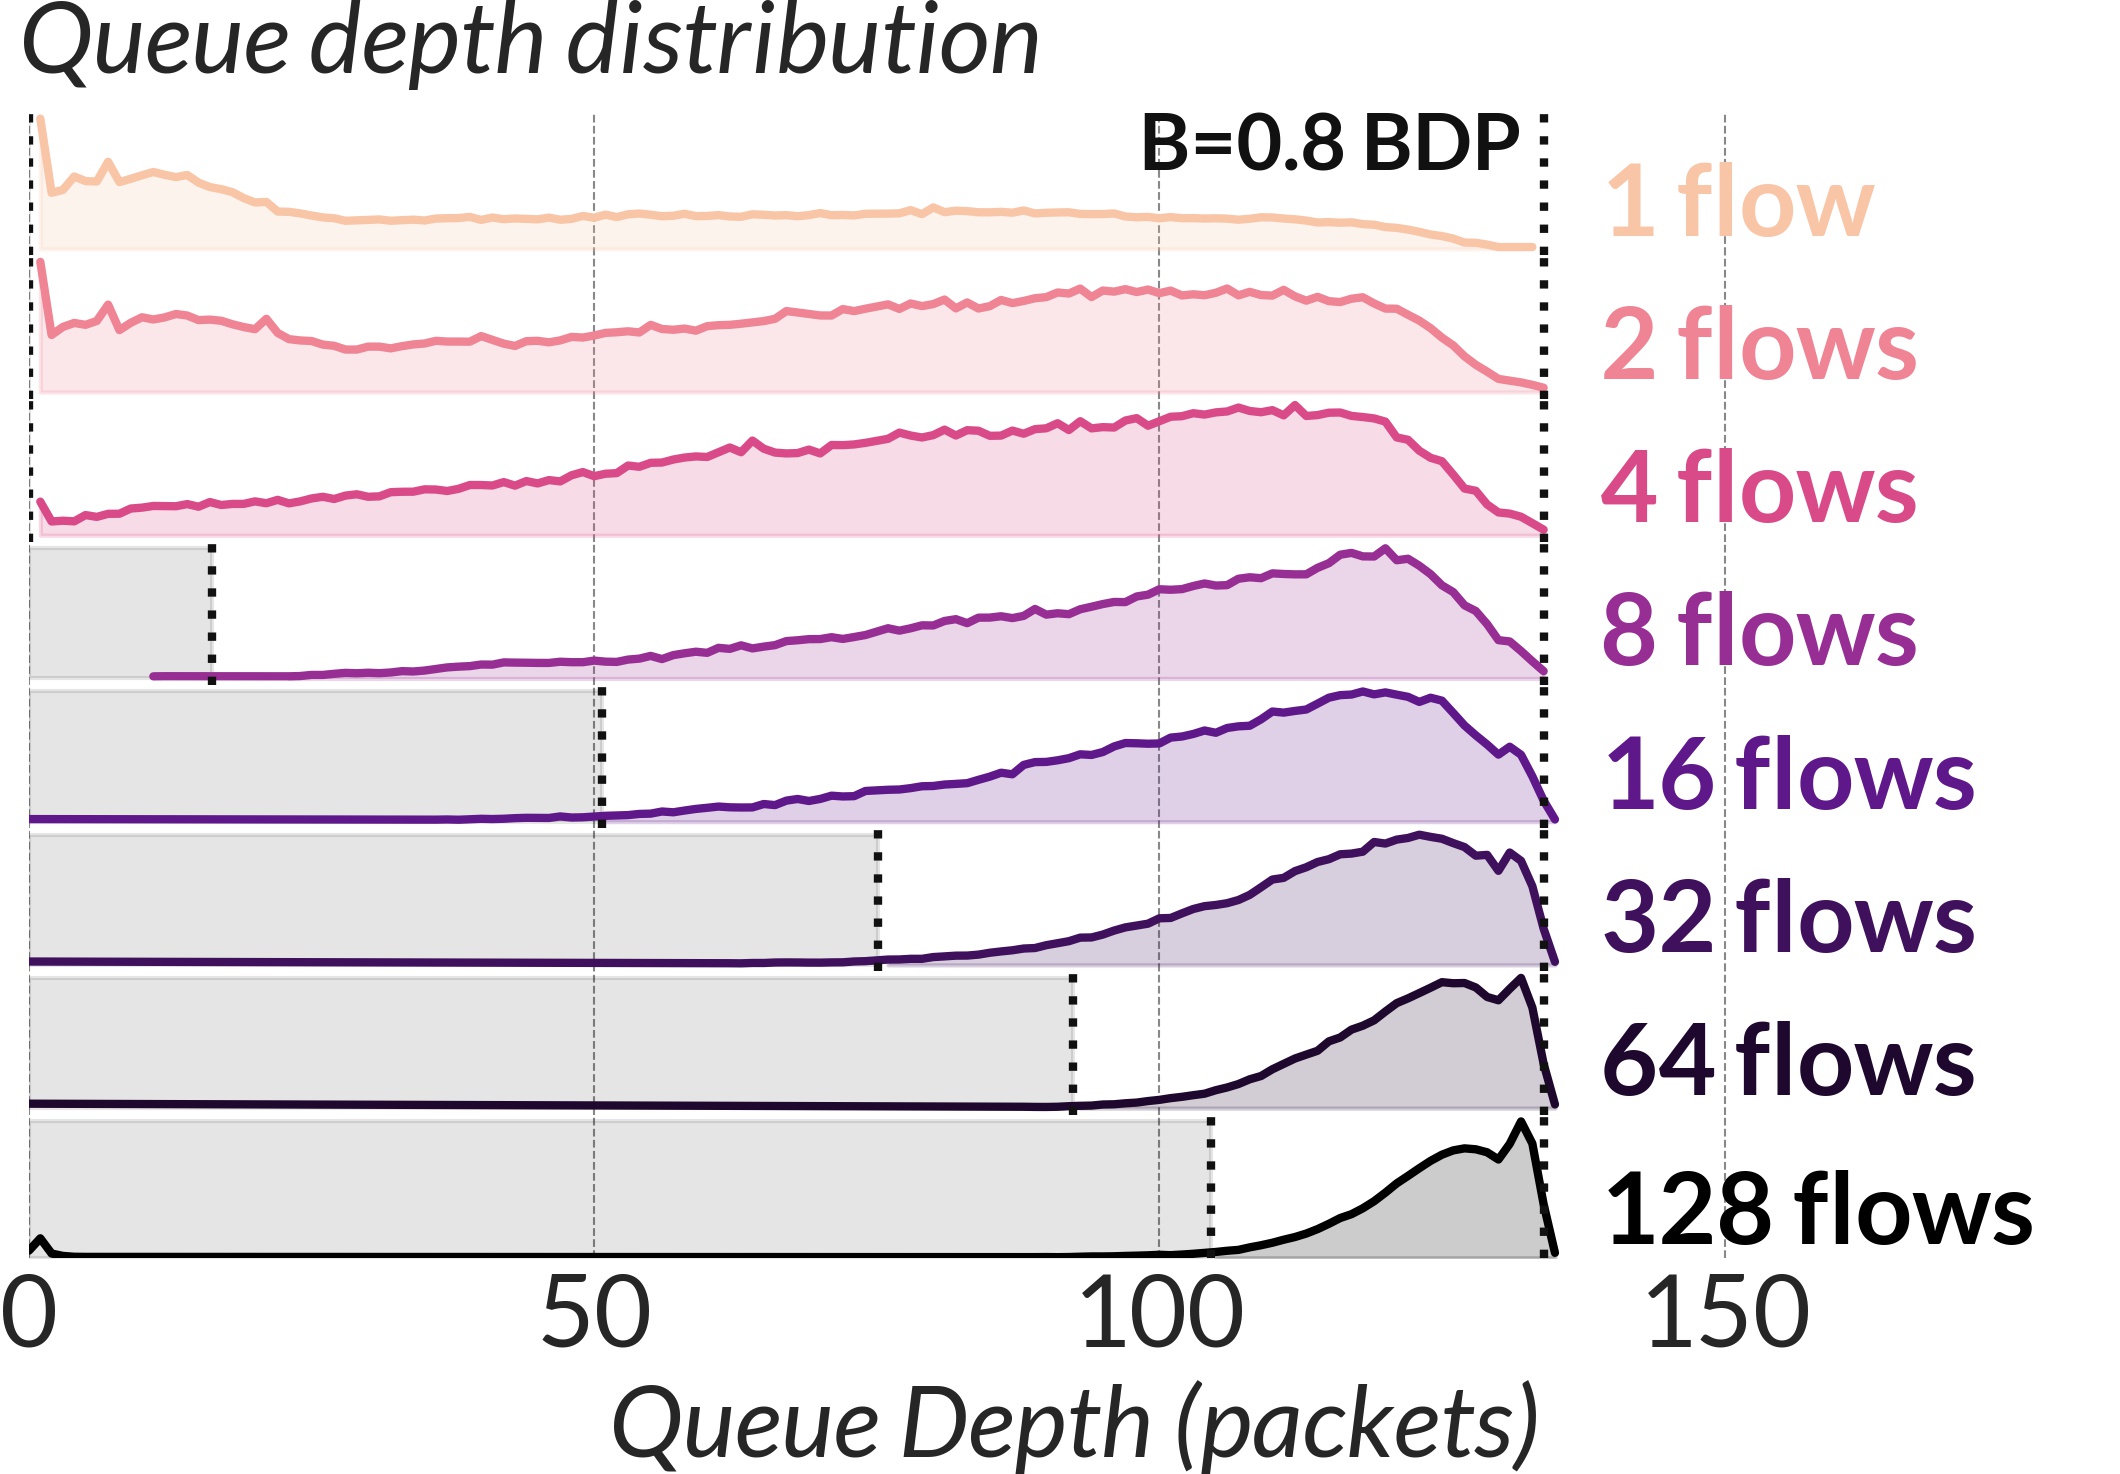 Queue depth distribution
B=0.8 BDP
1 flow
2 flows
4 flows
8 flows
16 flows
32 flows
64 flows
128 flows
0 50 100 150
Queue Depth (packets)